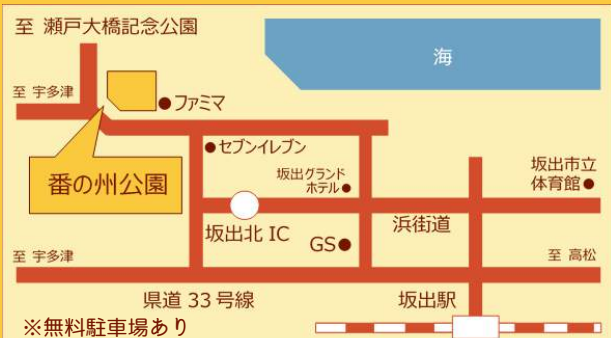 至 瀬戸大橋記念公園
海
至 宇多津
ファミマ
セブンイレブン
番の州公園
坂出グランド
ホテル
坂出市立
体育館
坂出北 IC
浜街道
GS
至 宇多津
至 高松
県道 33 号線
坂出駅
※無料駐車場あり